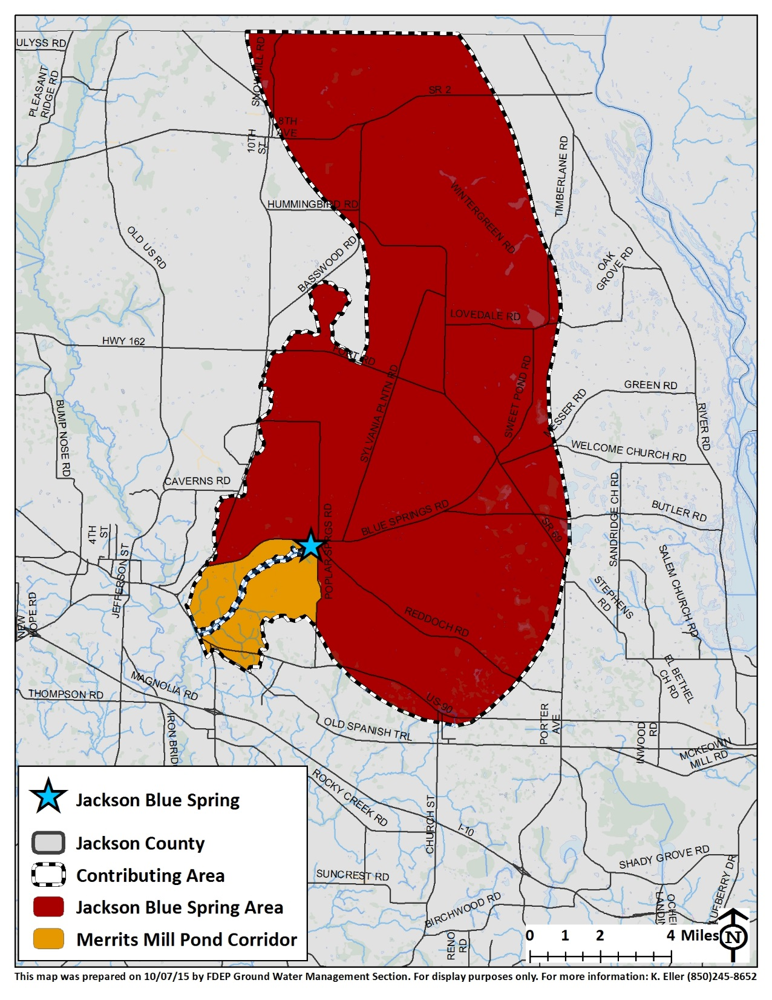 ULYSS RD
PLEASANT
RIDGE RD
SNOWHILL RD
SR 2
8TH
AVE
10TH
ST
TIMBERLANE RD
HUMMINGBIRD RD
WINTERGREEN RD
OLD US RD
BASSWOOD RD
OAK
GROVE RD
LOVEDALE RD
HWY 162
FORT RD
SYLVANIA PLNTN RD
SWEET POND RD
GREEN RD
MESSER RD
BUMP NOSE RD
RIVER RD
WELCOME CHURCH RD
CAVERNS RD
SANDRIDGE CH RD
BUTLER RD
POPLAR SPRGS RD
BLUE SPRINGS RD
SR 69
4TH
ST
JEFFERSON ST
SALEM CHURCH RD
STEPHENS
RD
NEW
HOPE RD
REDDOCH RD
EL BETHEL
CH RD
MAGNOLIA RD
THOMPSON RD
US-90
IRON BRIDG
OLD SPANISH TRL
PORTER
AVE
INWOOD
RD
MCKEOWN
MILL RD
ROCKY CREEK RD
CHURCH ST
I-10
SHADY GROVE RD
SUNCREST RD
BIRCHWOOD RD
RENO
RD
Jackson Blue Spring
Jackson County
Contributing Area
Jackson Blue Spring Area
Merrits Mill Pond Corridor
0 1 2 4 Miles
N
This map was prepared on 10/07/15 by FDEP Ground Water Management Section. For display purposes only. For more information: K. Eller (850)245-8652